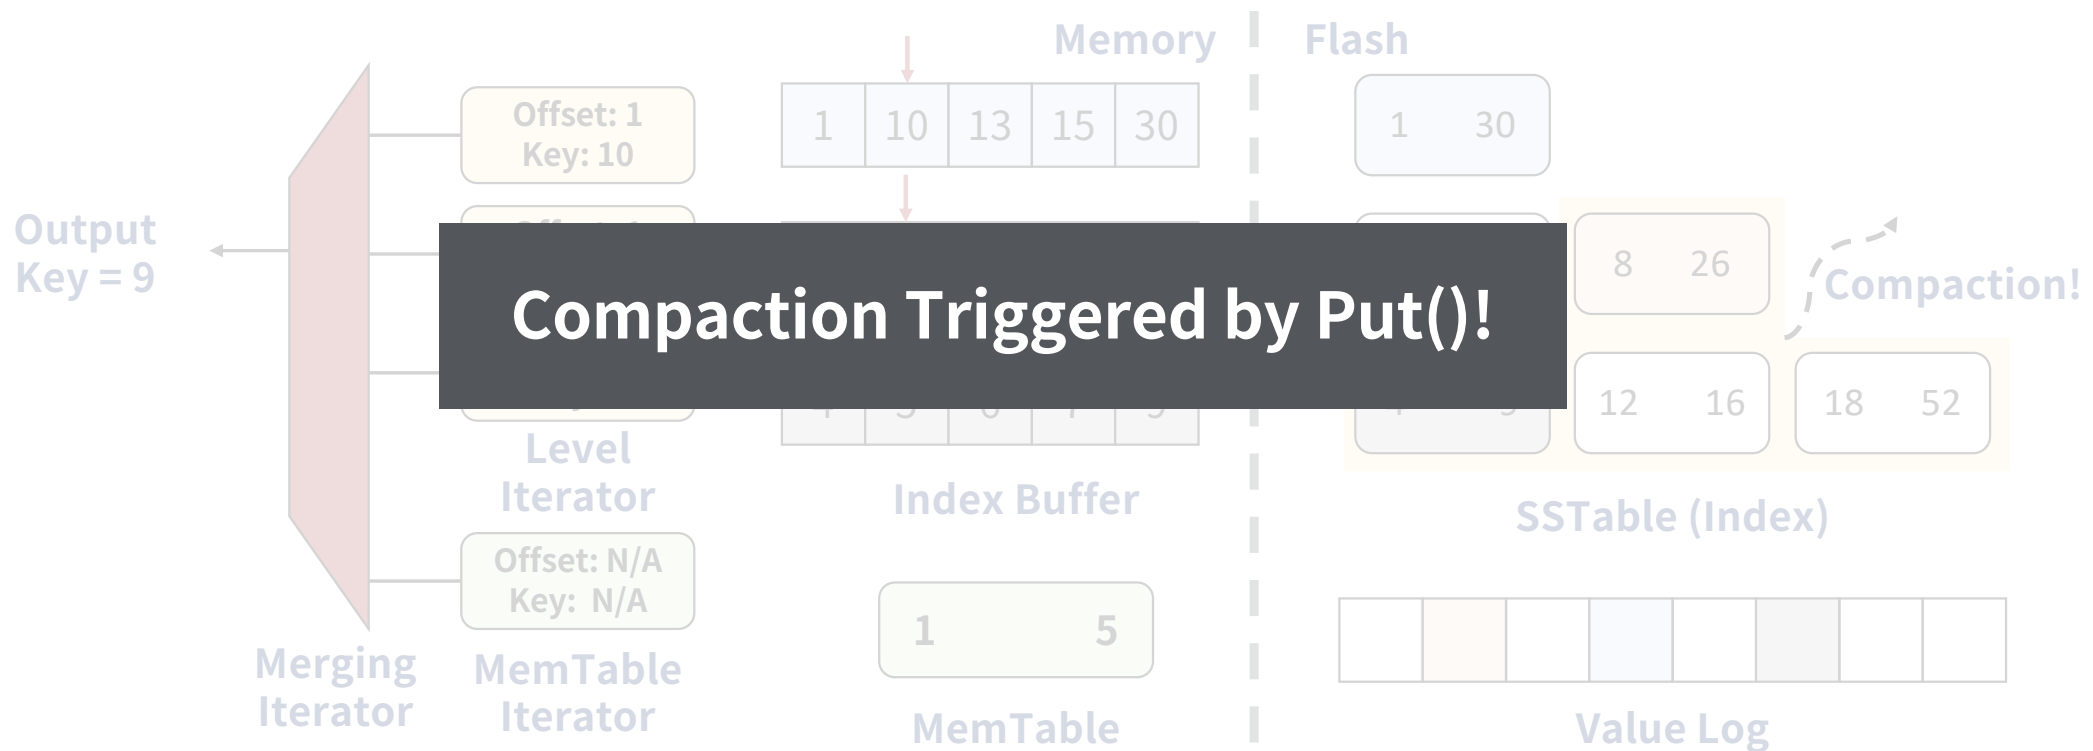 Memory
Flash
Offset: 1
Key: 10
1 10 13 15 30
1 30
Output
Key = 9
8 26
Compaction!
Compaction Triggered by Put()!
12 16
18 52
Level
Iterator
Index Buffer
SSTable (Index)
Offset: N/A
Key: N/A
1 5
Merging
Iterator
MemTable
Iterator
MemTable
Value Log